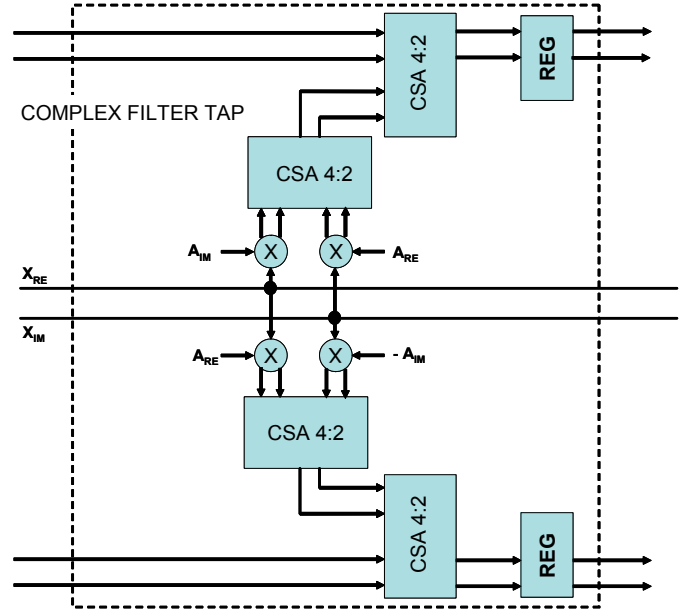 CSA 4:2
REG
COMPLEX FILTER TAP
CSA 4:2
A_IM
X
X
A_RE
X_RE
X_IM
A_RE
X
X
- A_IM
CSA 4:2
CSA 4:2
REG